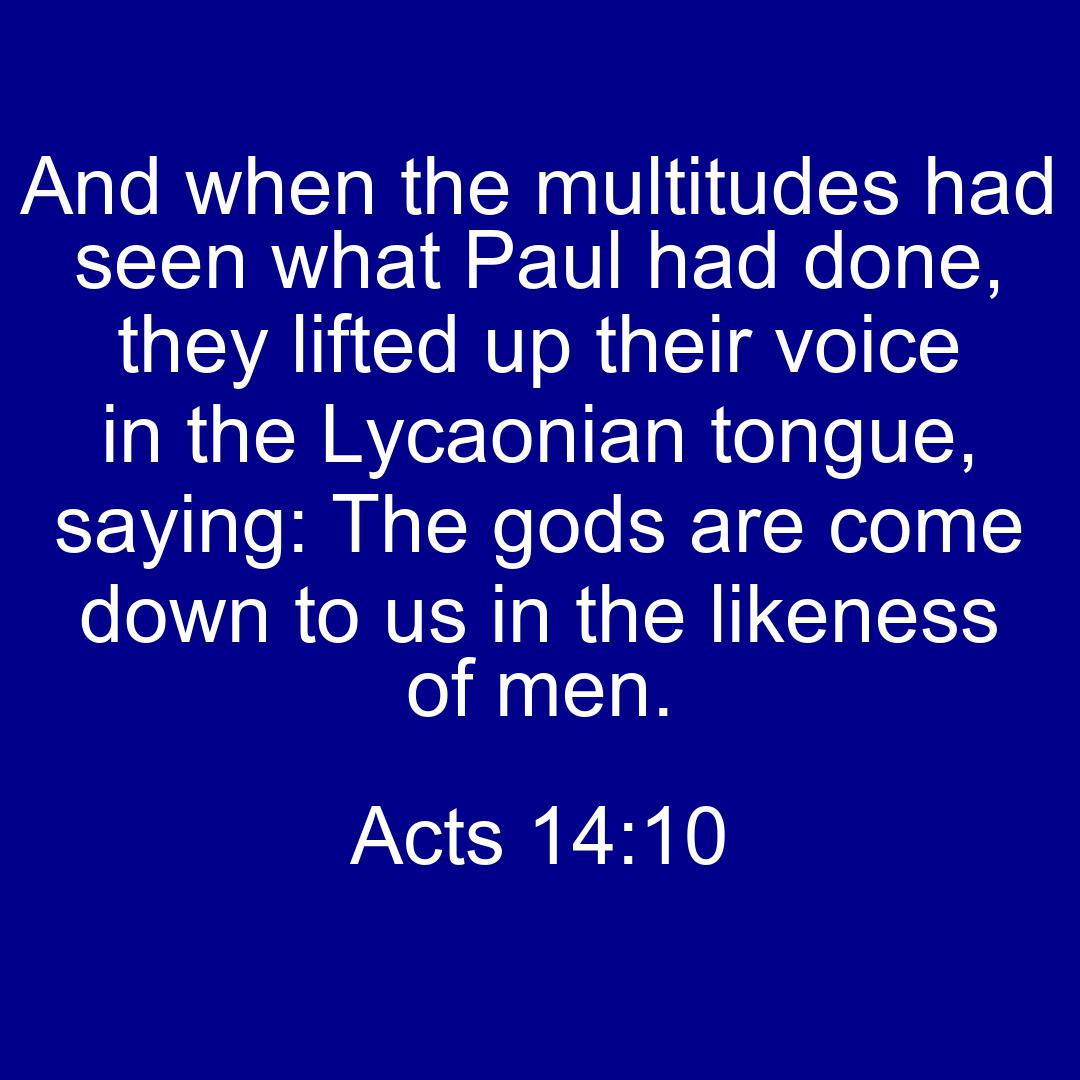 And when the multitudes had
seen what Paul had done,
they lifted up their voice
in the Lycaonian tongue,
saying: The gods are come
down to us in the likeness
of men.
Acts 14:10